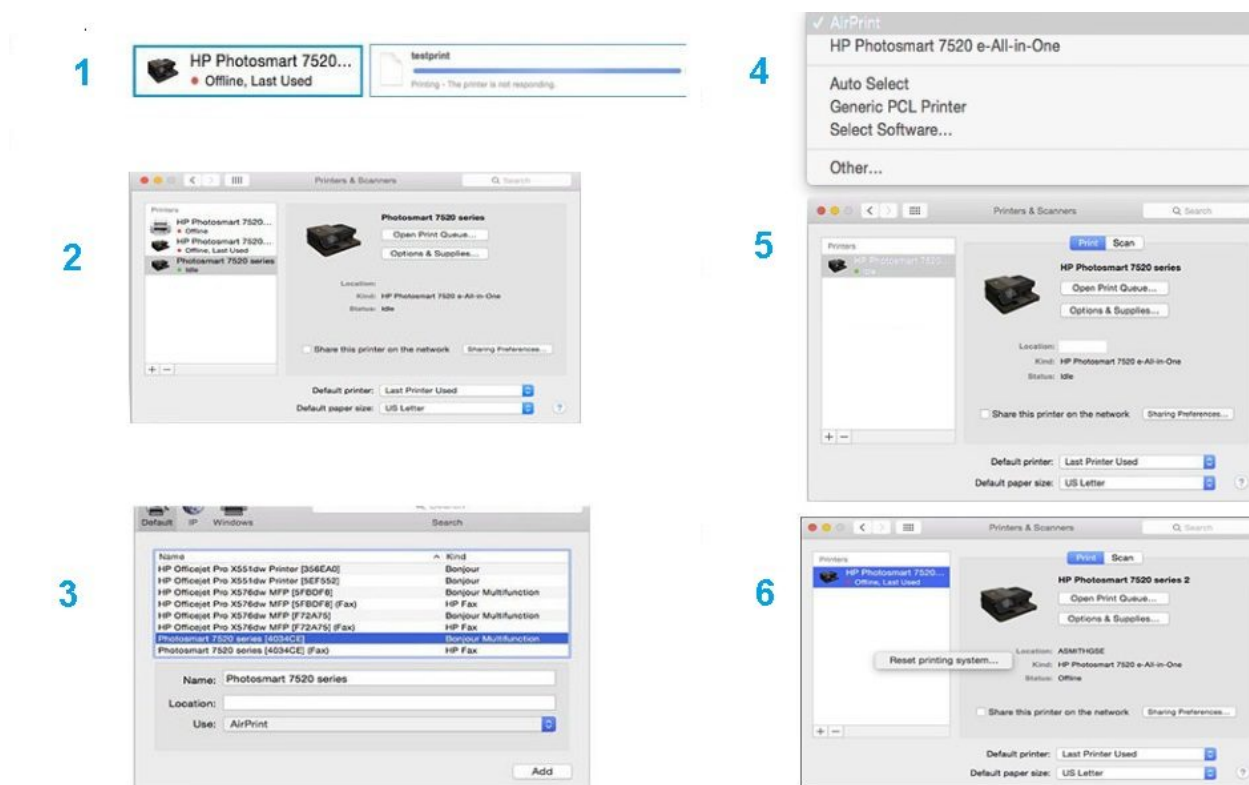 1
HP Photosmart 7520...
Offline, Last Used
testprint
Printing - The printer is not responding.
2
Printers & Scanners
Search
Printers
HP Photosmart 7520...
Offline
HP Photosmart 7520...
Offline, Last Used
Photosmart 7520 series
Idle
Photosmart 7520 series
Open Print Queue...
Options & Supplies...
Location:
Kind: HP Photosmart 7520 e-All-in-One
Status: Idle
Share this printer on the network Sharing Preferences...
+ −
Default printer: Last Printer Used
Default paper size: US Letter
?
3
Default IP Windows Search
Name Kind
HP Officejet Pro X551dw Printer [356EA0] Bonjour
HP Officejet Pro X551dw Printer [5EF552] Bonjour
HP Officejet Pro X576dw MFP [5FBDF8] Bonjour Multifunction
HP Officejet Pro X576dw MFP [5FBDF8] (Fax) HP Fax
HP Officejet Pro X576dw MFP [F72A75] Bonjour Multifunction
HP Officejet Pro X576dw MFP [F72A75] (Fax) HP Fax
Photosmart 7520 series [4034CE] Bonjour Multifunction
Photosmart 7520 series [4034CE] (Fax) HP Fax
Name: Photosmart 7520 series
Location:
Use: AirPrint
Add
4
✓ AirPrint
HP Photosmart 7520 e-All-in-One
Auto Select
Generic PCL Printer
Select Software...
Other...
5
Printers & Scanners
Search
Printers
HP Photosmart 7520...
Idle
Print Scan
HP Photosmart 7520 series
Open Print Queue...
Options & Supplies...
Location:
Kind: HP Photosmart 7520 e-All-in-One
Status: Idle
Share this printer on the network Sharing Preferences...
+ −
Default printer: Last Printer Used
Default paper size: US Letter
?
6
Printers & Scanners
Search
Printers
HP Photosmart 7520...
Offline, Last Used
Print Scan
HP Photosmart 7520 series 2
Open Print Queue...
Options & Supplies...
Reset printing system...
Location: ASMITHGSE
Kind: HP Photosmart 7520 e-All-in-One
Status: Offline
Share this printer on the network Sharing Preferences...
+ −
Default printer: Last Printer Used
Default paper size: US Letter
?